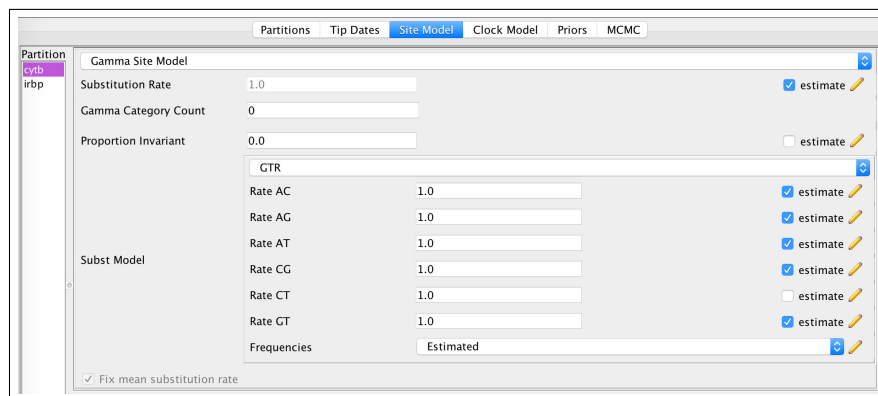 Partitions Tip Dates Site Model Clock Model Priors MCMC
Partition
cytb
irbp
Gamma Site Model
Substitution Rate 1.0 estimate
Gamma Category Count 0
Proportion Invariant 0.0 estimate
Subst Model
GTR
Rate AC 1.0 estimate
Rate AG 1.0 estimate
Rate AT 1.0 estimate
Rate CG 1.0 estimate
Rate CT 1.0 estimate
Rate GT 1.0 estimate
Frequencies Estimated
Fix mean substitution rate